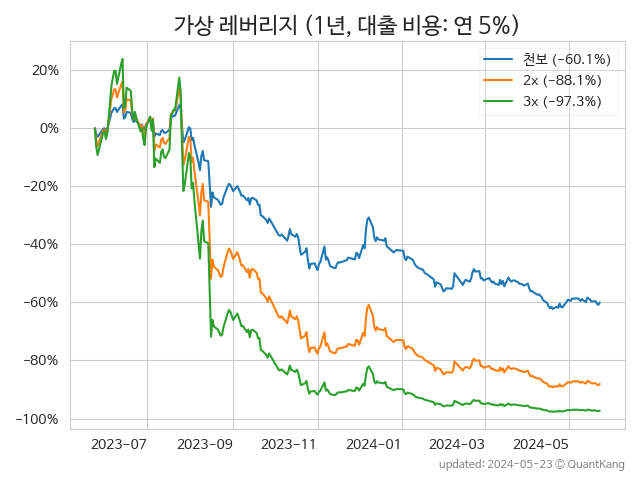 가상 레버리지 (1년, 대출 비용: 연 5%)
천보 (−60.1%)
2x (−88.1%)
3x (−97.3%)
20%
0%
−20%
−40%
−60%
−80%
−100%
2023-07 2023-09 2023-11 2024-01 2024-03 2024-05
updated: 2024-05-23 © QuantKang